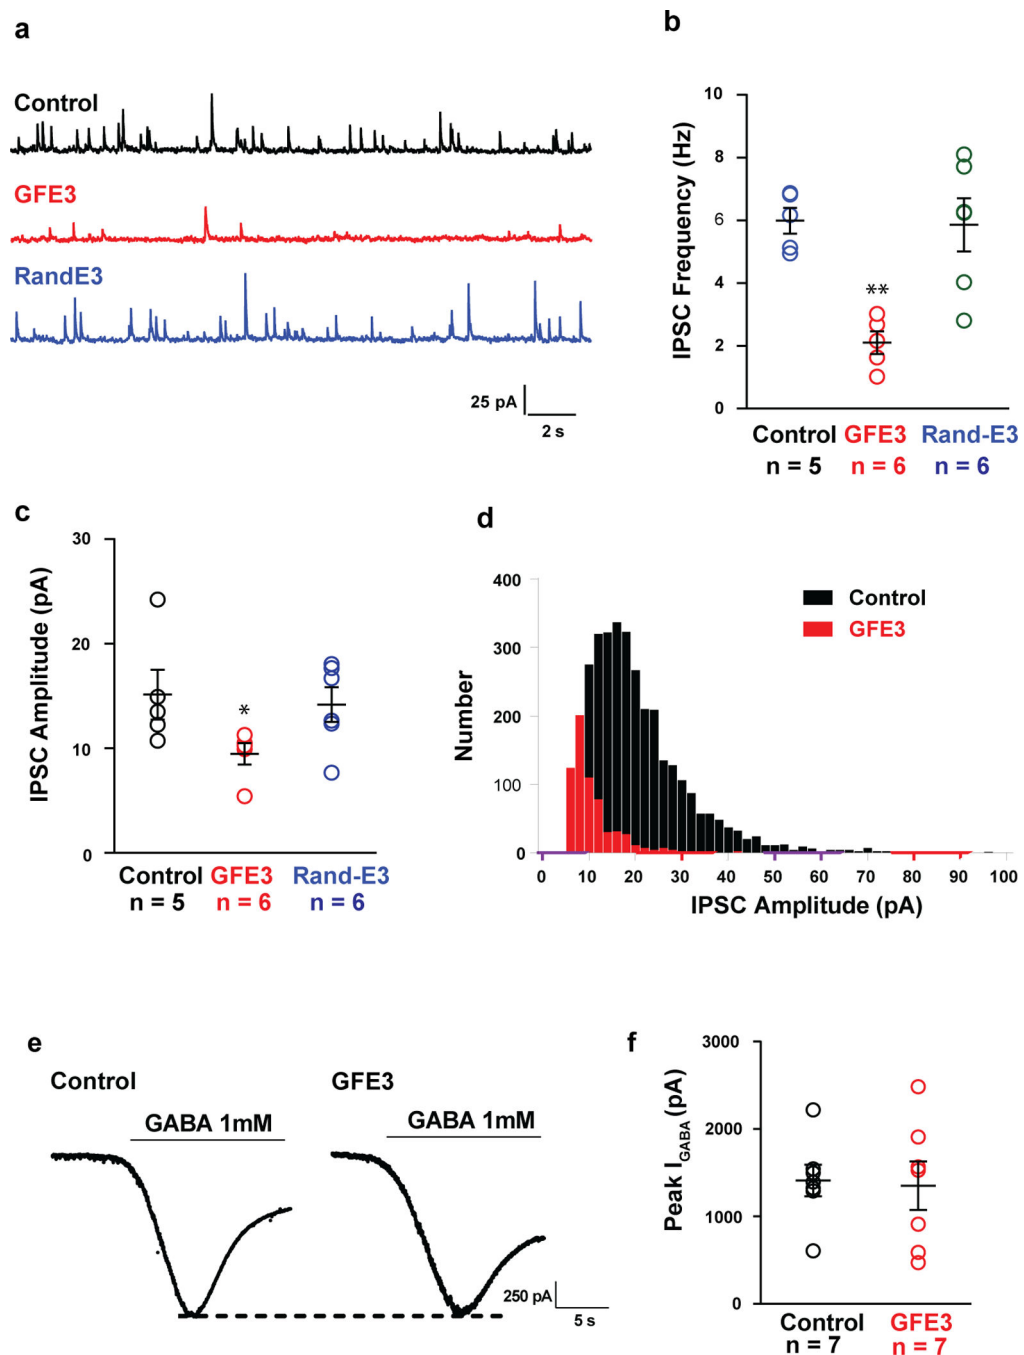 a
Control
GFE3
RandE3
25 pA
2 s
b
IPSC Frequency (Hz)
10
8
6
4
2
0
**
Control GFE3 Rand-E3
n = 5 n = 6 n = 6
c
IPSC Amplitude (pA)
30
20
10
0
*
Control GFE3 Rand-E3
n = 5 n = 6 n = 6
d
Number
400
300
200
100
0
Control
GFE3
0 10 20 30 40 50 60 70 80 90 100
IPSC Amplitude (pA)
e
Control GFE3
GABA 1mM GABA 1mM
250 pA
5 s
f
Peak I_GABA (pA)
3000
2000
1000
0
Control GFE3
n = 7 n = 7